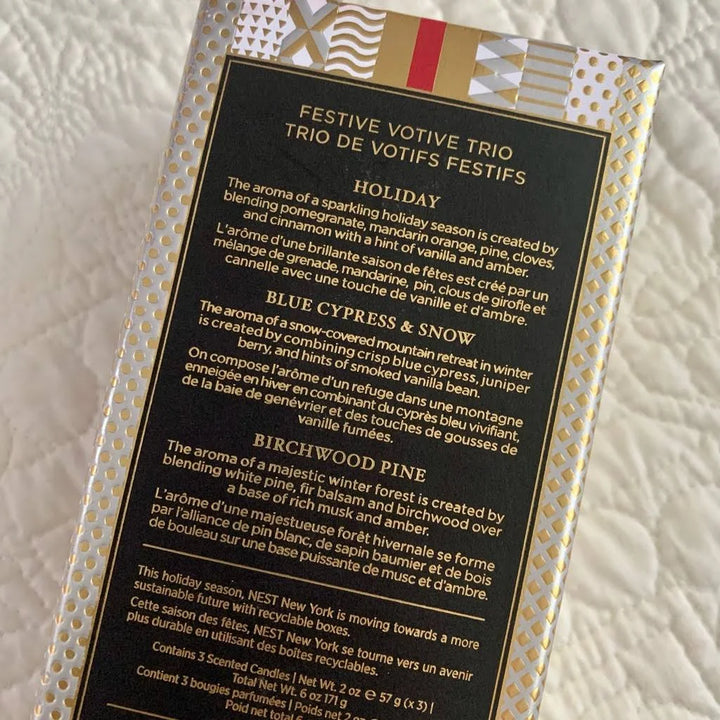 FESTIVE VOTIVE TRIO
TRIO DE VOTIFS FESTIFS
HOLIDAY
The aroma of a sparkling holiday season is created by
blending pomegranate, mandarin orange, pine, cloves,
and cinnamon with a hint of vanilla and amber.
L'arôme d'une brillante saison de fêtes est créé par un
mélange de grenade, mandarine, pin, clous de girofle et
cannelle avec une touche de vanille et d'ambre.
BLUE CYPRESS & SNOW
The aroma of a snow-covered mountain retreat in winter
is created by combining crisp blue cypress, juniper
berry, and hints of smoked vanilla bean.
On compose l'arôme d'un refuge dans une montagne
enneigée en hiver en combinant du cyprès bleu vivifiant,
de la baie de genévrier et des touches de gousses de
vanille fumées.
BIRCHWOOD PINE
The aroma of a majestic winter forest is created by
blending white pine, fir balsam and birchwood over
a base of rich musk and amber.
L'arôme d'une majestueuse forêt hivernale se forme
par l'alliance de pin blanc, de sapin baumier et de bois
de bouleau sur une base puissante de musc et d'ambre.
This holiday season, NEST New York is moving towards a more
sustainable future with recyclable boxes.
Cette saison des fêtes, NEST New York se tourne vers un avenir
plus durable en utilisant des boîtes recyclables.
Contains 3 Scented Candles | Net Wt. 2 oz ℮ 57 g (x 3) |
Total Net Wt. 6 oz 171 g
Contient 3 bougies parfumées | Poids net 2 oz
Poid net total 6